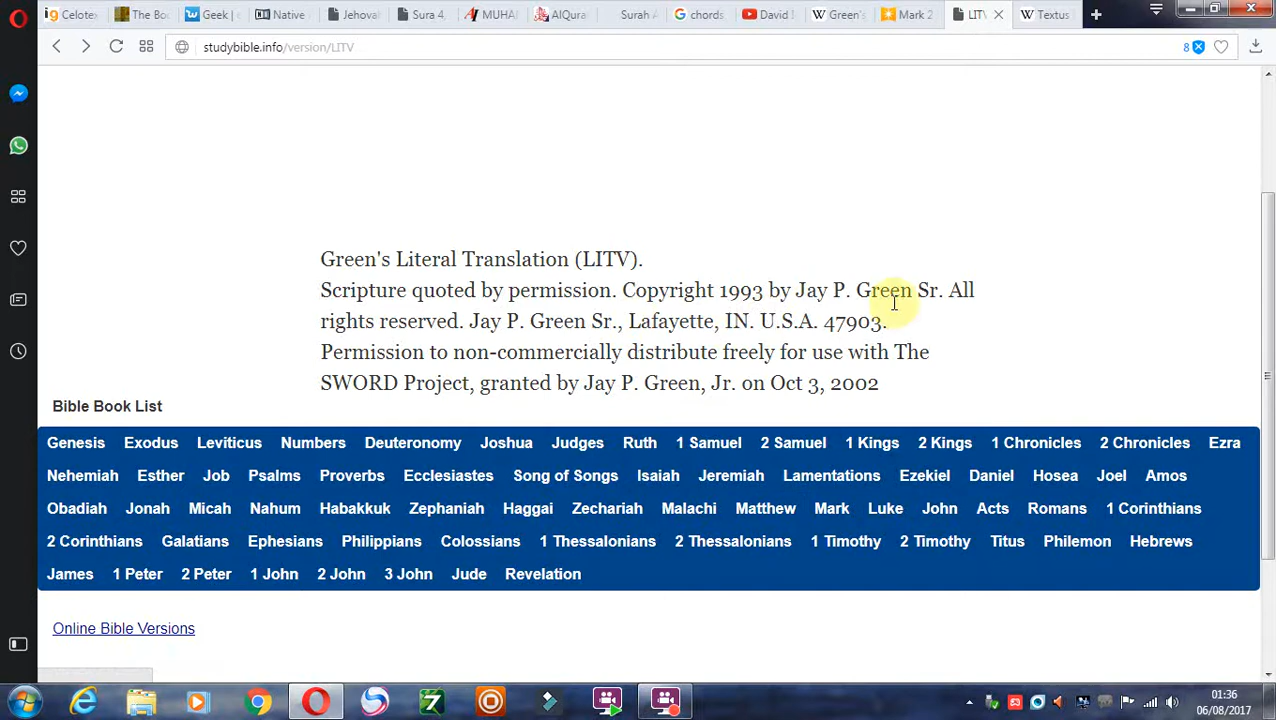 Celotex
The Bo
Geek | 
Native
Jehovah
Sura 4,
MUHA
AlQura
Surah A
chords
David 
Green's
Mark 2
LITV
Textus
studybible.info/version/LITV
8
Green's Literal Translation (LITV).
Scripture quoted by permission. Copyright 1993 by Jay P. Green Sr. All
rights reserved. Jay P. Green Sr., Lafayette, IN. U.S.A. 47903.
Permission to non-commercially distribute freely for use with The
SWORD Project, granted by Jay P. Green, Jr. on Oct 3, 2002
Bible Book List
Genesis Exodus Leviticus Numbers Deuteronomy Joshua Judges Ruth 1 Samuel 2 Samuel 1 Kings 2 Kings 1 Chronicles 2 Chronicles Ezra
Nehemiah Esther Job Psalms Proverbs Ecclesiastes Song of Songs Isaiah Jeremiah Lamentations Ezekiel Daniel Hosea Joel Amos
Obadiah Jonah Micah Nahum Habakkuk Zephaniah Haggai Zechariah Malachi Matthew Mark Luke John Acts Romans 1 Corinthians
2 Corinthians Galatians Ephesians Philippians Colossians 1 Thessalonians 2 Thessalonians 1 Timothy 2 Timothy Titus Philemon Hebrews
James 1 Peter 2 Peter 1 John 2 John 3 John Jude Revelation
Online Bible Versions
01:36
06/08/2017